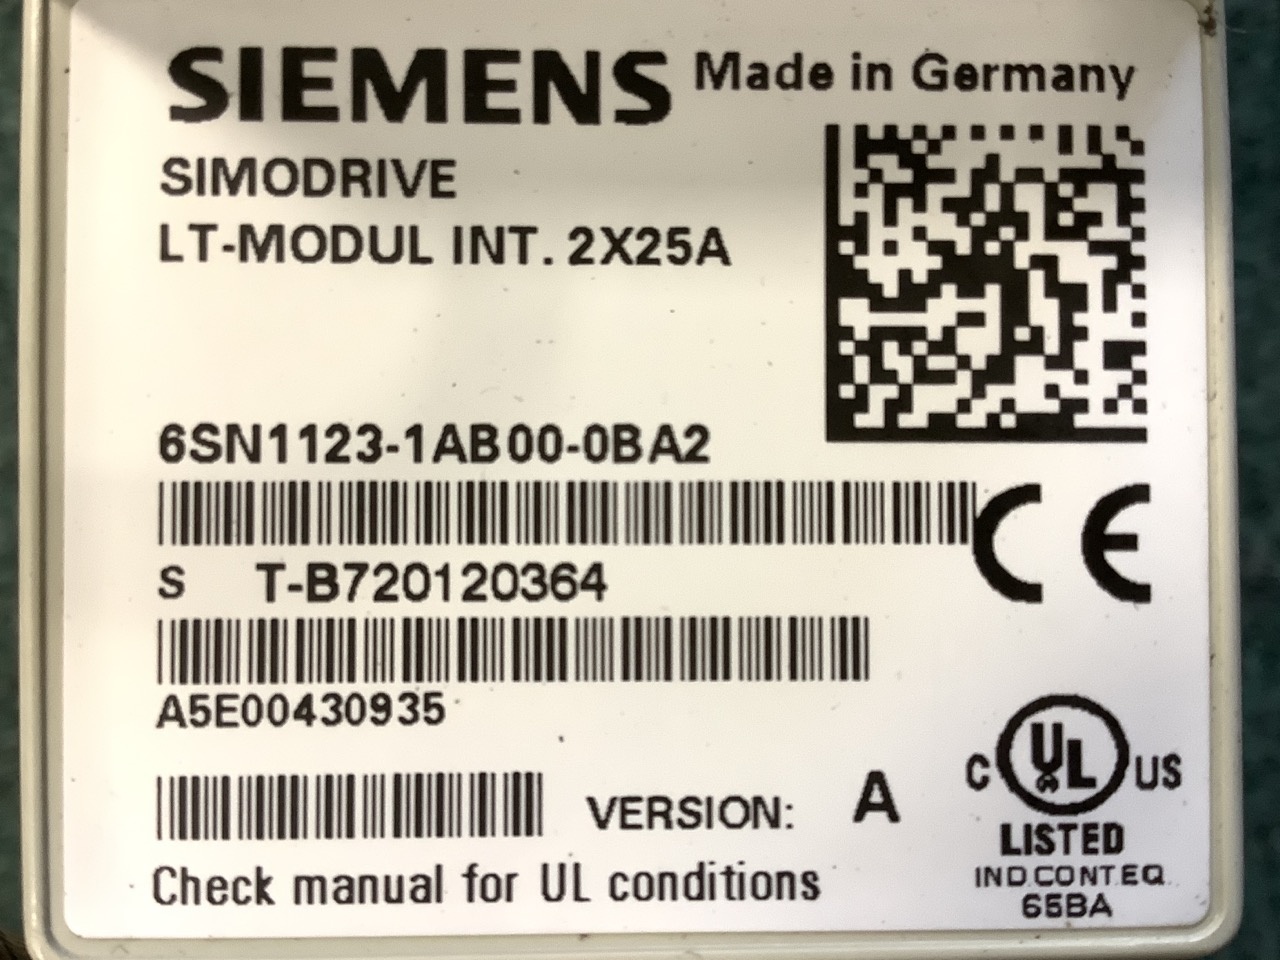 SIEMENS Made in Germany
SIMODRIVE
LT-MODUL INT. 2X25A
6SN1123-1AB00-0BA2
CE
S T-B720120364
A5E00430935
VERSION: A
C UL US
LISTED
IND.CONT.EQ.
65BA
Check manual for UL conditions